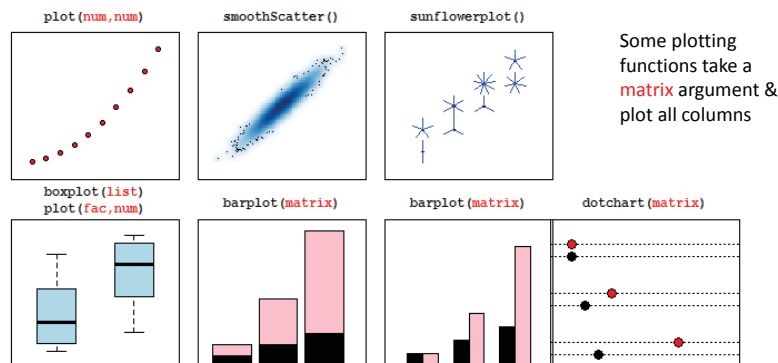 plot(num,num)
smoothScatter()
sunflowerplot()
Some plotting
functions take a
matrix argument &
plot all columns
boxplot(list)
plot(fac,num)
barplot(matrix)
barplot(matrix)
dotchart(matrix)